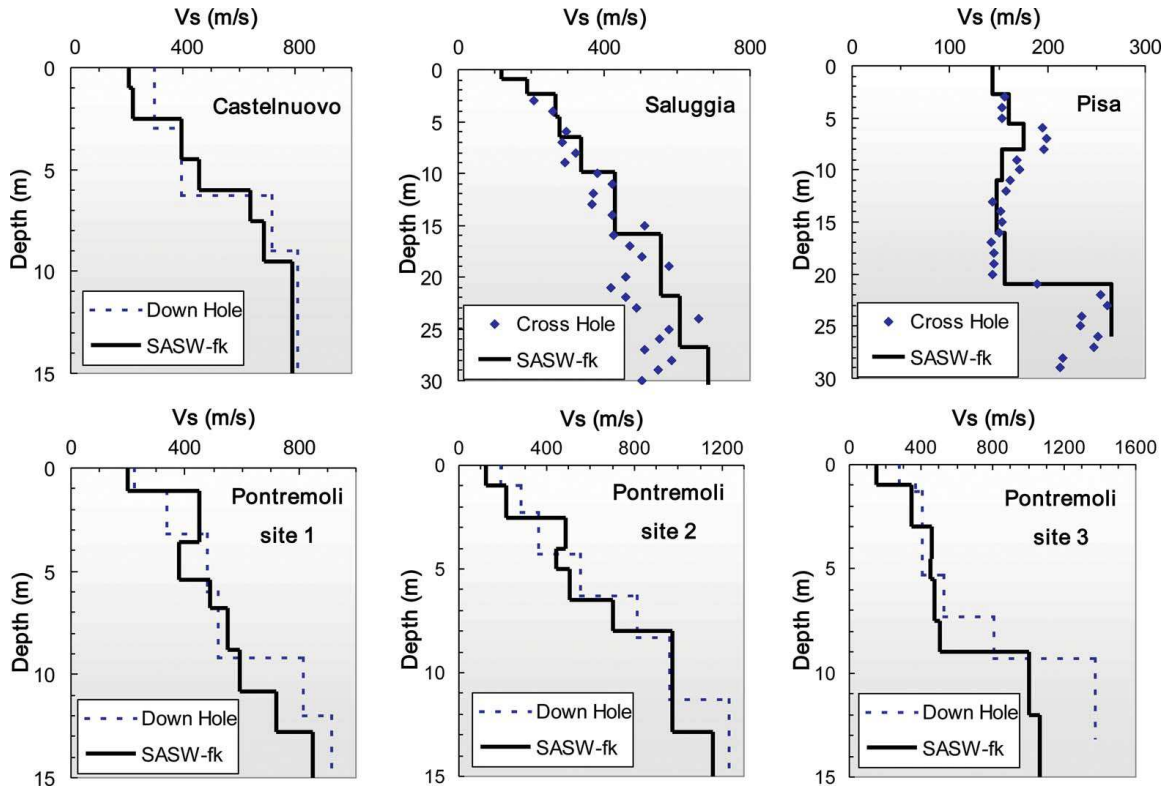 Vs (m/s)
0 400 800
0
5
10
15
Depth (m)
Castelnuovo
Down Hole
SASW-fk
Vs (m/s)
0 400 800
0
5
10
15
20
25
30
Depth (m)
Saluggia
Cross Hole
SASW-fk
Vs (m/s)
0 100 200 300
0
5
10
15
20
25
30
Depth (m)
Pisa
Cross Hole
SASW-fk
Vs (m/s)
0 400 800
0
5
10
15
Depth (m)
Pontremoli
site 1
Down Hole
SASW-fk
Vs (m/s)
0 400 800 1200
0
5
10
15
Depth (m)
Pontremoli
site 2
Down Hole
SASW-fk
Vs (m/s)
0 400 800 1200 1600
0
5
10
15
Depth (m)
Pontremoli
site 3
Down Hole
SASW-fk